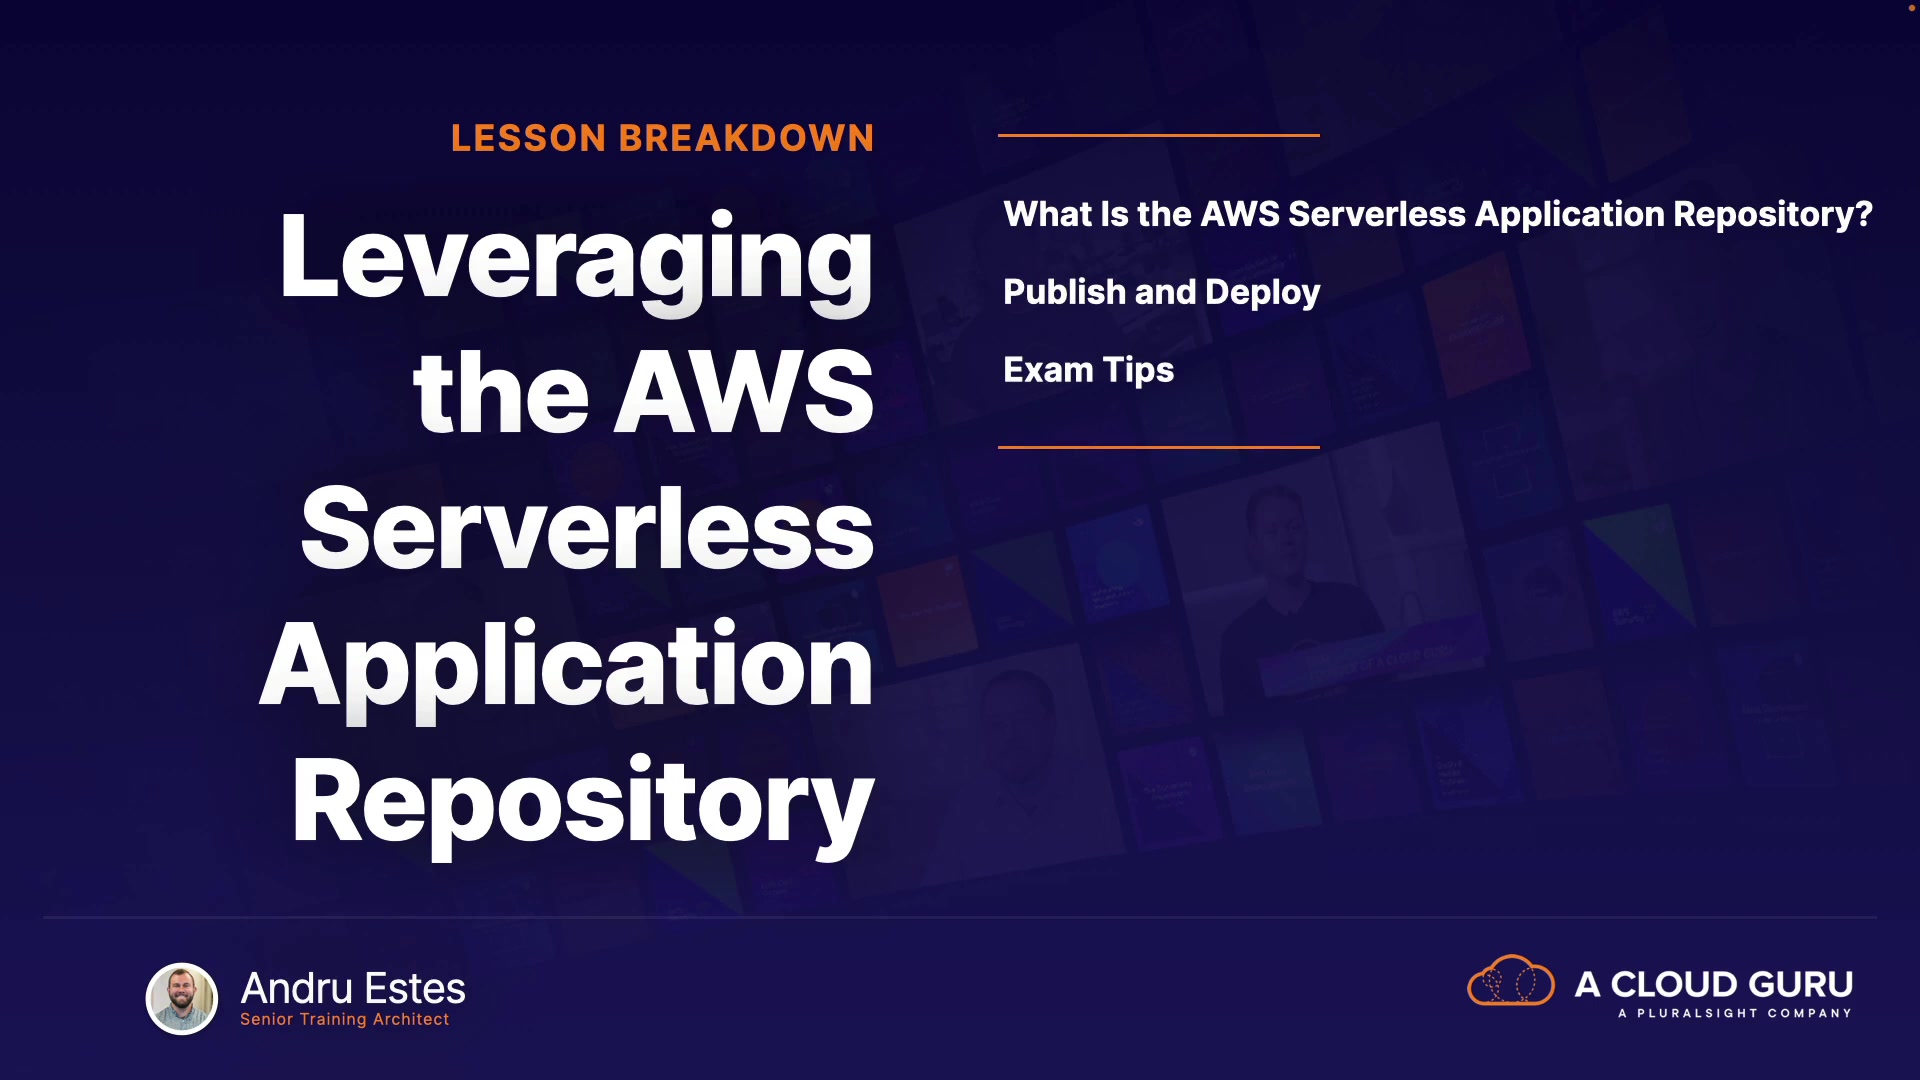 LESSON BREAKDOWN
Leveraging
the AWS
Serverless
Application
Repository
What Is the AWS Serverless Application Repository?
Publish and Deploy
Exam Tips
Andru Estes
Senior Training Architect
A CLOUD GURU
A PLURALSIGHT COMPANY